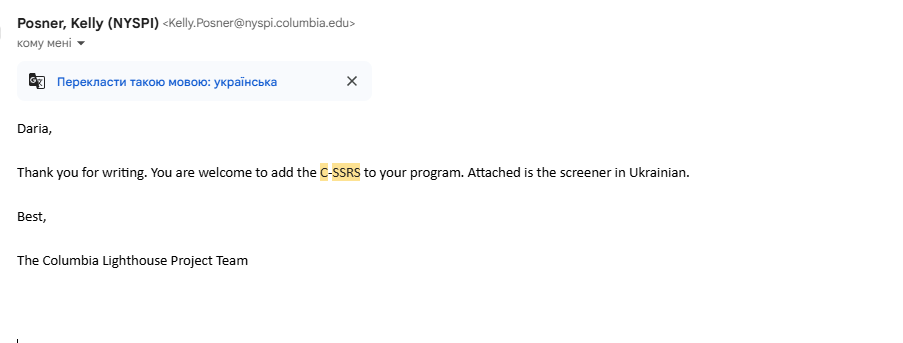 Posner, Kelly (NYSPI) <Kelly.Posner@nyspi.columbia.edu>
кому мені
Перекласти такою мовою: українська
Daria,
Thank you for writing. You are welcome to add the C-SSRS to your program. Attached is the screener in Ukrainian.
Best,
The Columbia Lighthouse Project Team